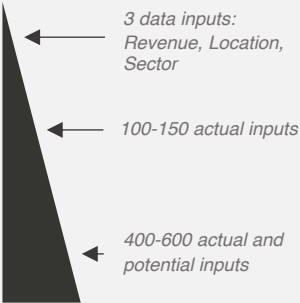 3 data inputs:
Revenue, Location,
Sector
100-150 actual inputs
400-600 actual and
potential inputs